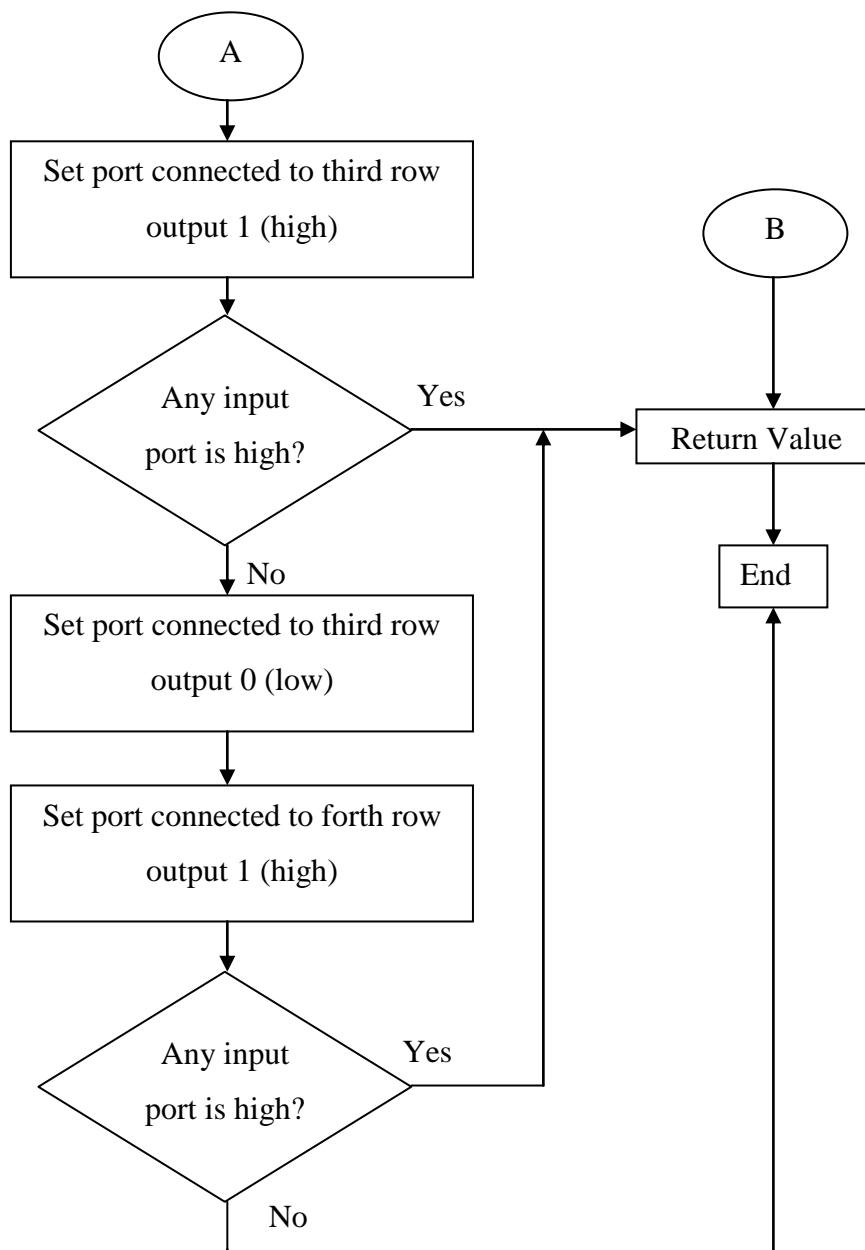 A
Set port connected to third row
output 1 (high)
B
Any input
port is high?
Yes
Return Value
No
End
Set port connected to third row
output 0 (low)
Set port connected to forth row
output 1 (high)
Any input
port is high?
Yes
No